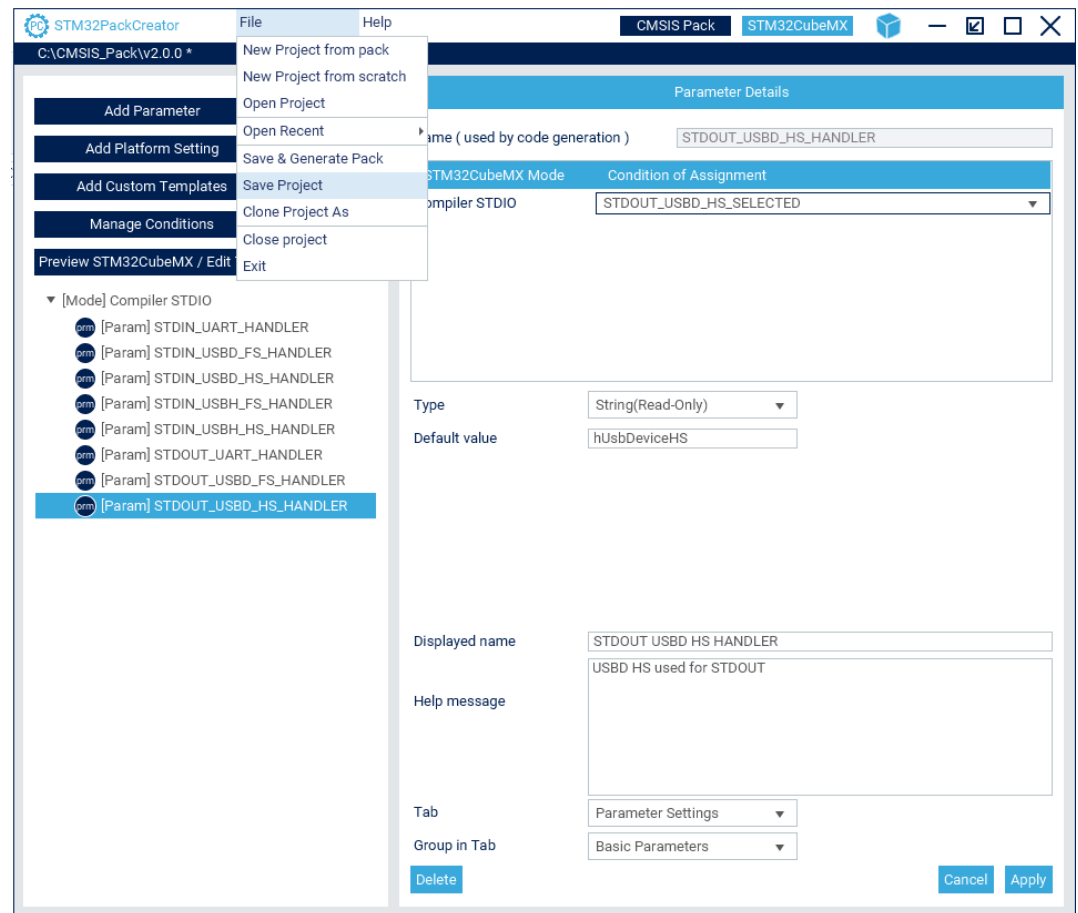 PC STM32PackCreator File Help CMSIS Pack STM32CubeMX
C:\CMSIS_Pack\v2.0.0 *
New Project from pack
New Project from scratch
Open Project
Open Recent
Save & Generate Pack
Save Project
Clone Project As
Close project
Exit
Add Parameter
Add Platform Setting
Add Custom Templates
Manage Conditions
Preview STM32CubeMX / Edit
[Mode] Compiler STDIO
prm [Param] STDIN_UART_HANDLER
prm [Param] STDIN_USBD_FS_HANDLER
prm [Param] STDIN_USBD_HS_HANDLER
prm [Param] STDIN_USBH_FS_HANDLER
prm [Param] STDIN_USBH_HS_HANDLER
prm [Param] STDOUT_UART_HANDLER
prm [Param] STDOUT_USBD_FS_HANDLER
prm [Param] STDOUT_USBD_HS_HANDLER
Parameter Details
ame ( used by code generation ) STDOUT_USBD_HS_HANDLER
STM32CubeMX Mode Condition of Assignment
ompiler STDIO STDOUT_USBD_HS_SELECTED
Type String(Read-Only)
Default value hUsbDeviceHS
Displayed name STDOUT USBD HS HANDLER
Help message USBD HS used for STDOUT
Tab Parameter Settings
Group in Tab Basic Parameters
Delete Cancel Apply